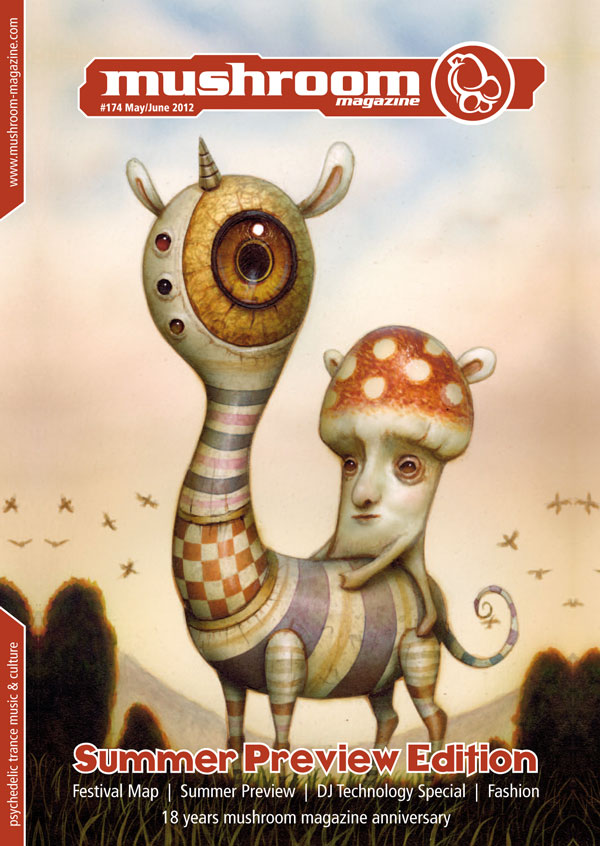 www.mushroom-magazine.com
mushroom
magazine
#174 May/June 2012
psychedelic trance music & culture
Summer Preview Edition
Festival Map | Summer Preview | DJ Technology Special | Fashion
18 years mushroom magazine anniversary